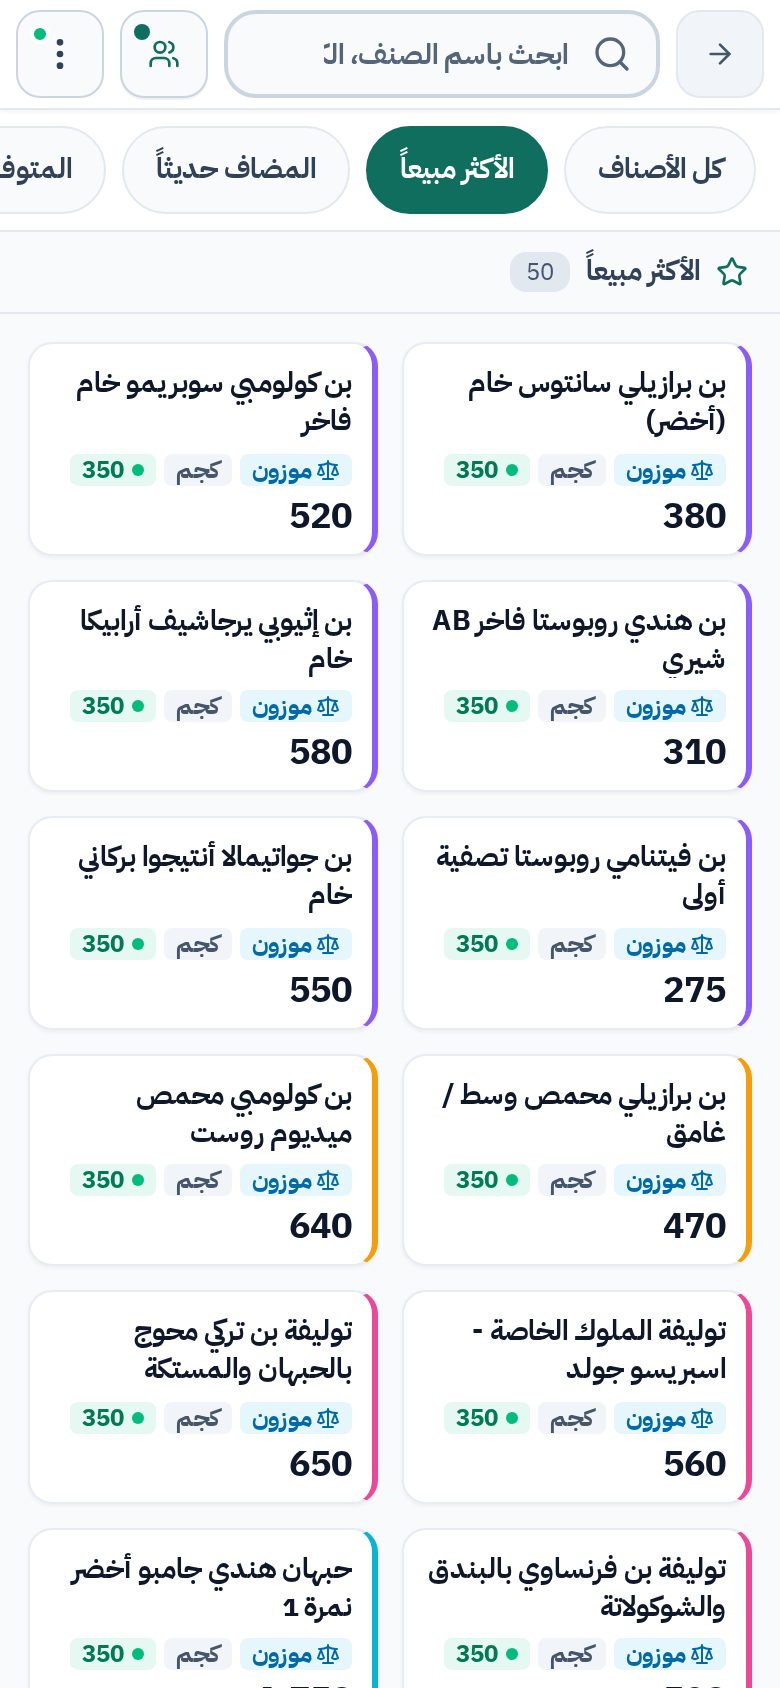 ابحث باسم الصنف، الـ
كل الأصناف
الأكثر مبيعاً
المضاف حديثاً
المتوف
الأكثر مبيعاً 50
بن برازيلي سانتوس خام
(أخضر)
موزون كجم 350
380
بن كولومبي سوبريمو خام
فاخر
موزون كجم 350
520
بن هندي روبوستا فاخر AB
شيري
موزون كجم 350
310
بن إثيوبي يرجاشيف أرابيكا
خام
موزون كجم 350
580
بن فيتنامي روبوستا تصفية
أولى
موزون كجم 350
275
بن جواتيمالا أنتيجوا بركاني
خام
موزون كجم 350
550
بن برازيلي محمص وسط /
غامق
موزون كجم 350
470
بن كولومبي محمص
ميديوم روست
موزون كجم 350
640
توليفة الملوك الخاصة -
اسبريسو جولد
موزون كجم 350
560
توليفة بن تركي محوج
بالحبهان والمستكة
موزون كجم 350
650
توليفة بن فرنساوي بالبندق
والشوكولاتة
موزون كجم 350
حبهان هندي جامبو أخضر
نمرة 1
موزون كجم 350